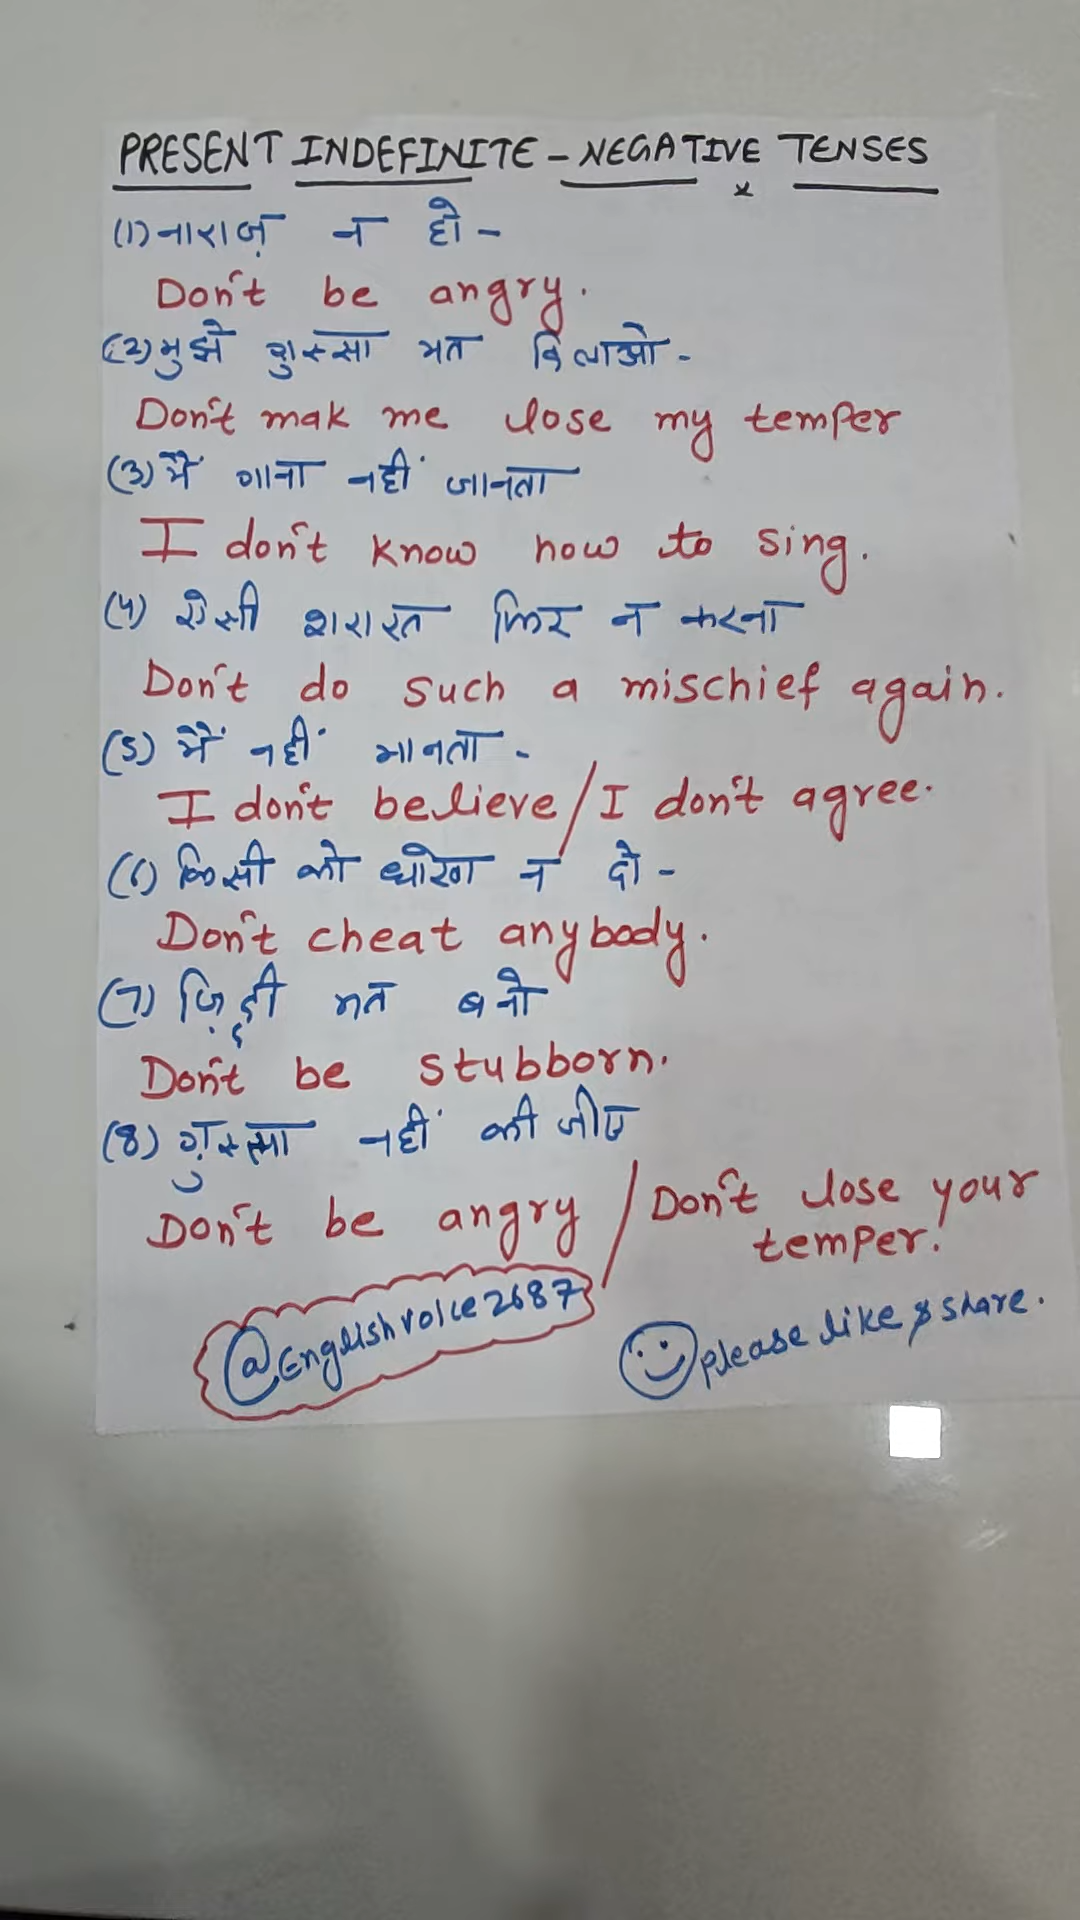 PRESENT INDEFINITE - NEGATIVE TENSES
(1) नाराज़ न हो -
Don't be angry.
(2) मुझे गुस्सा मत दिलाओ -
Don't mak me lose my temper
(3) मैं गाना नहीं जानता
I don't know how to sing.
(4) ऐसी शरारत फिर न करना
Don't do such a mischief again.
(5) मैं नहीं मानता -
I don't believe / I don't agree.
(6) किसी को धोखा न दो -
Don't cheat anybody.
(7) ज़िद्दी मत बनो
Don't be stubborn.
(8) ग़ुस्सा नहीं कीजीए
Don't be angry / Don't lose your
temper.
@Englishvoice2687
please like & share.